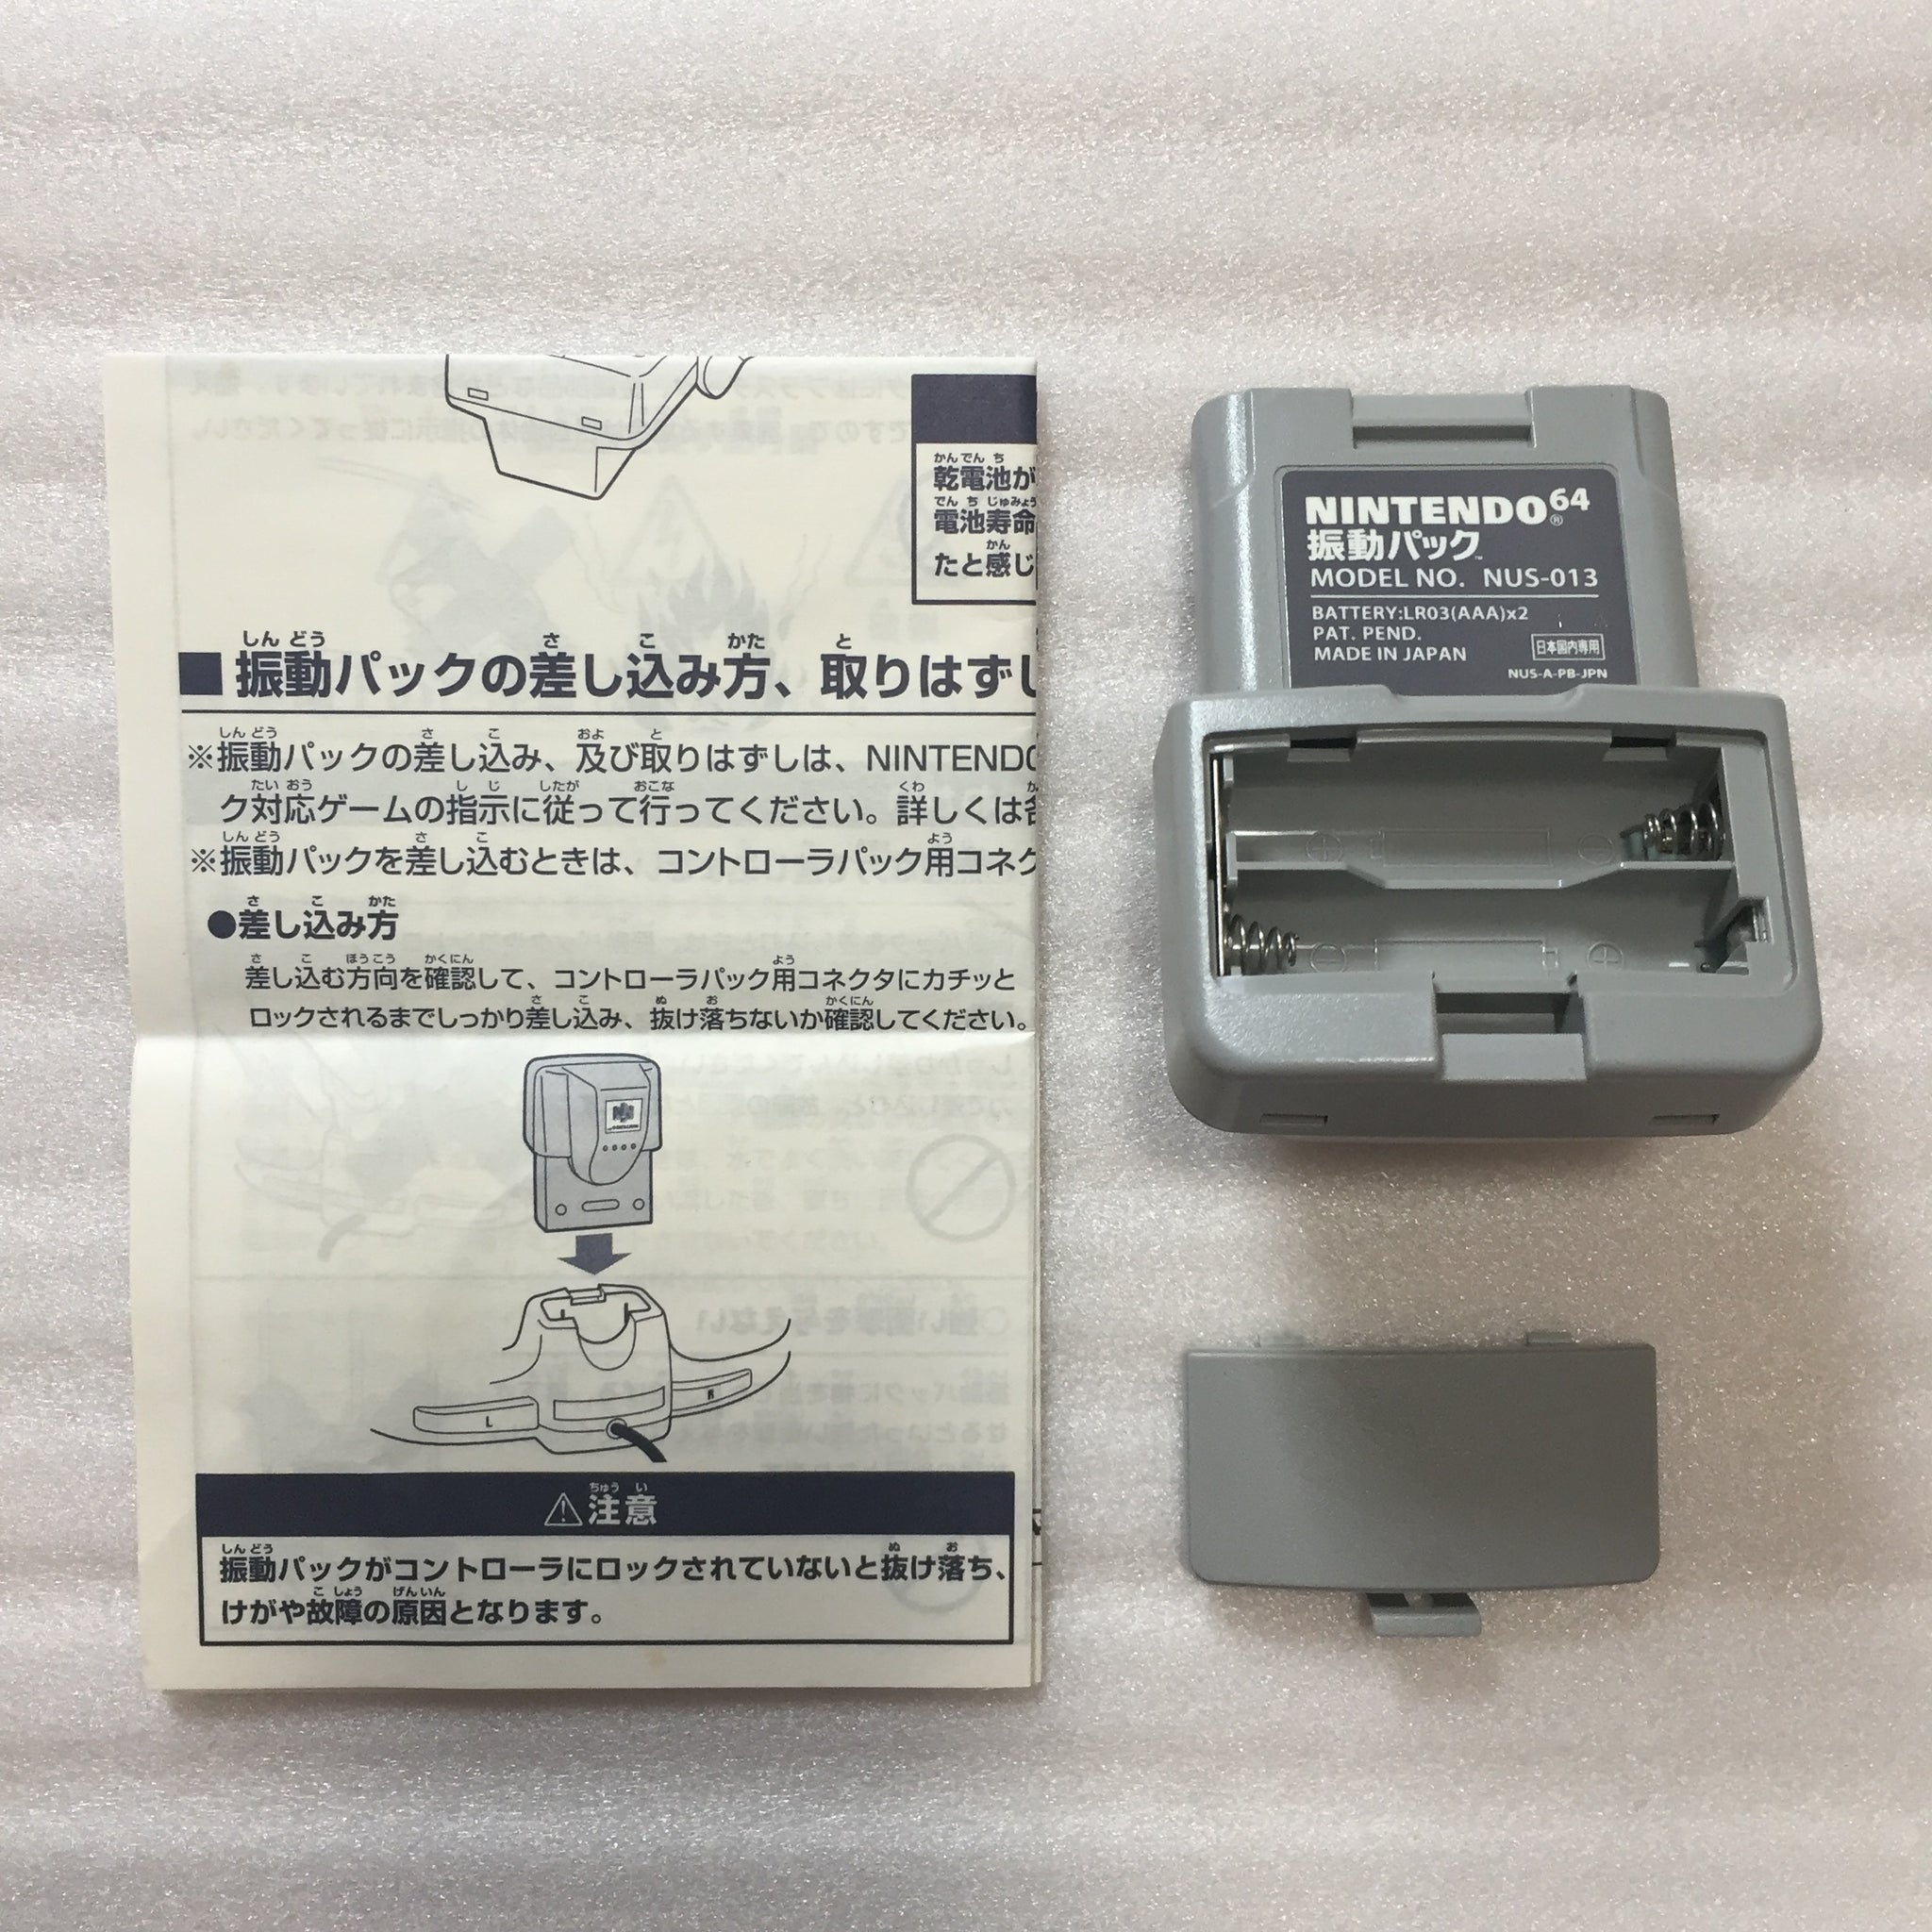 乾電池が
電池寿命
たと感じ
■振動パックの差し込み方、取りはずし
※振動パックの差し込み、及び取りはずしは、NINTENDO
ク対応ゲームの指示に従って行ってください。詳しくは各
※振動パックを差し込むときは、コントローラパック用コネク
●差し込み方
差し込む方向を確認して、コントローラパック用コネクタにカチッと
ロックされるまでしっかり差し込み、抜け落ちないか確認してください。
L
R
⚠注意
振動パックがコントローラにロックされていないと抜け落ち、
けがや故障の原因となります。
NINTENDO64®
振動パック™
MODEL NO. NUS-013
BATTERY:LR03(AAA)x2
PAT. PEND.
MADE IN JAPAN
日本国内専用
NUS-A-PB-JPN